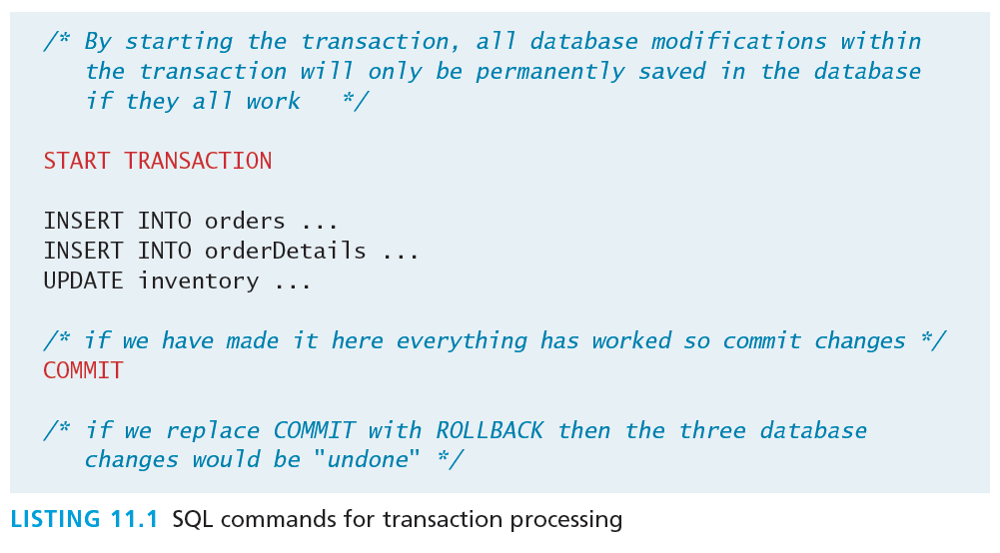 /* By starting the transaction, all database modifications within
the transaction will only be permanently saved in the database
if they all work */
START TRANSACTION
INSERT INTO orders ...
INSERT INTO orderDetails ...
UPDATE inventory ...
/* if we have made it here everything has worked so commit changes */
COMMIT
/* if we replace COMMIT with ROLLBACK then the three database
changes would be "undone" */
LISTING 11.1 SQL commands for transaction processing